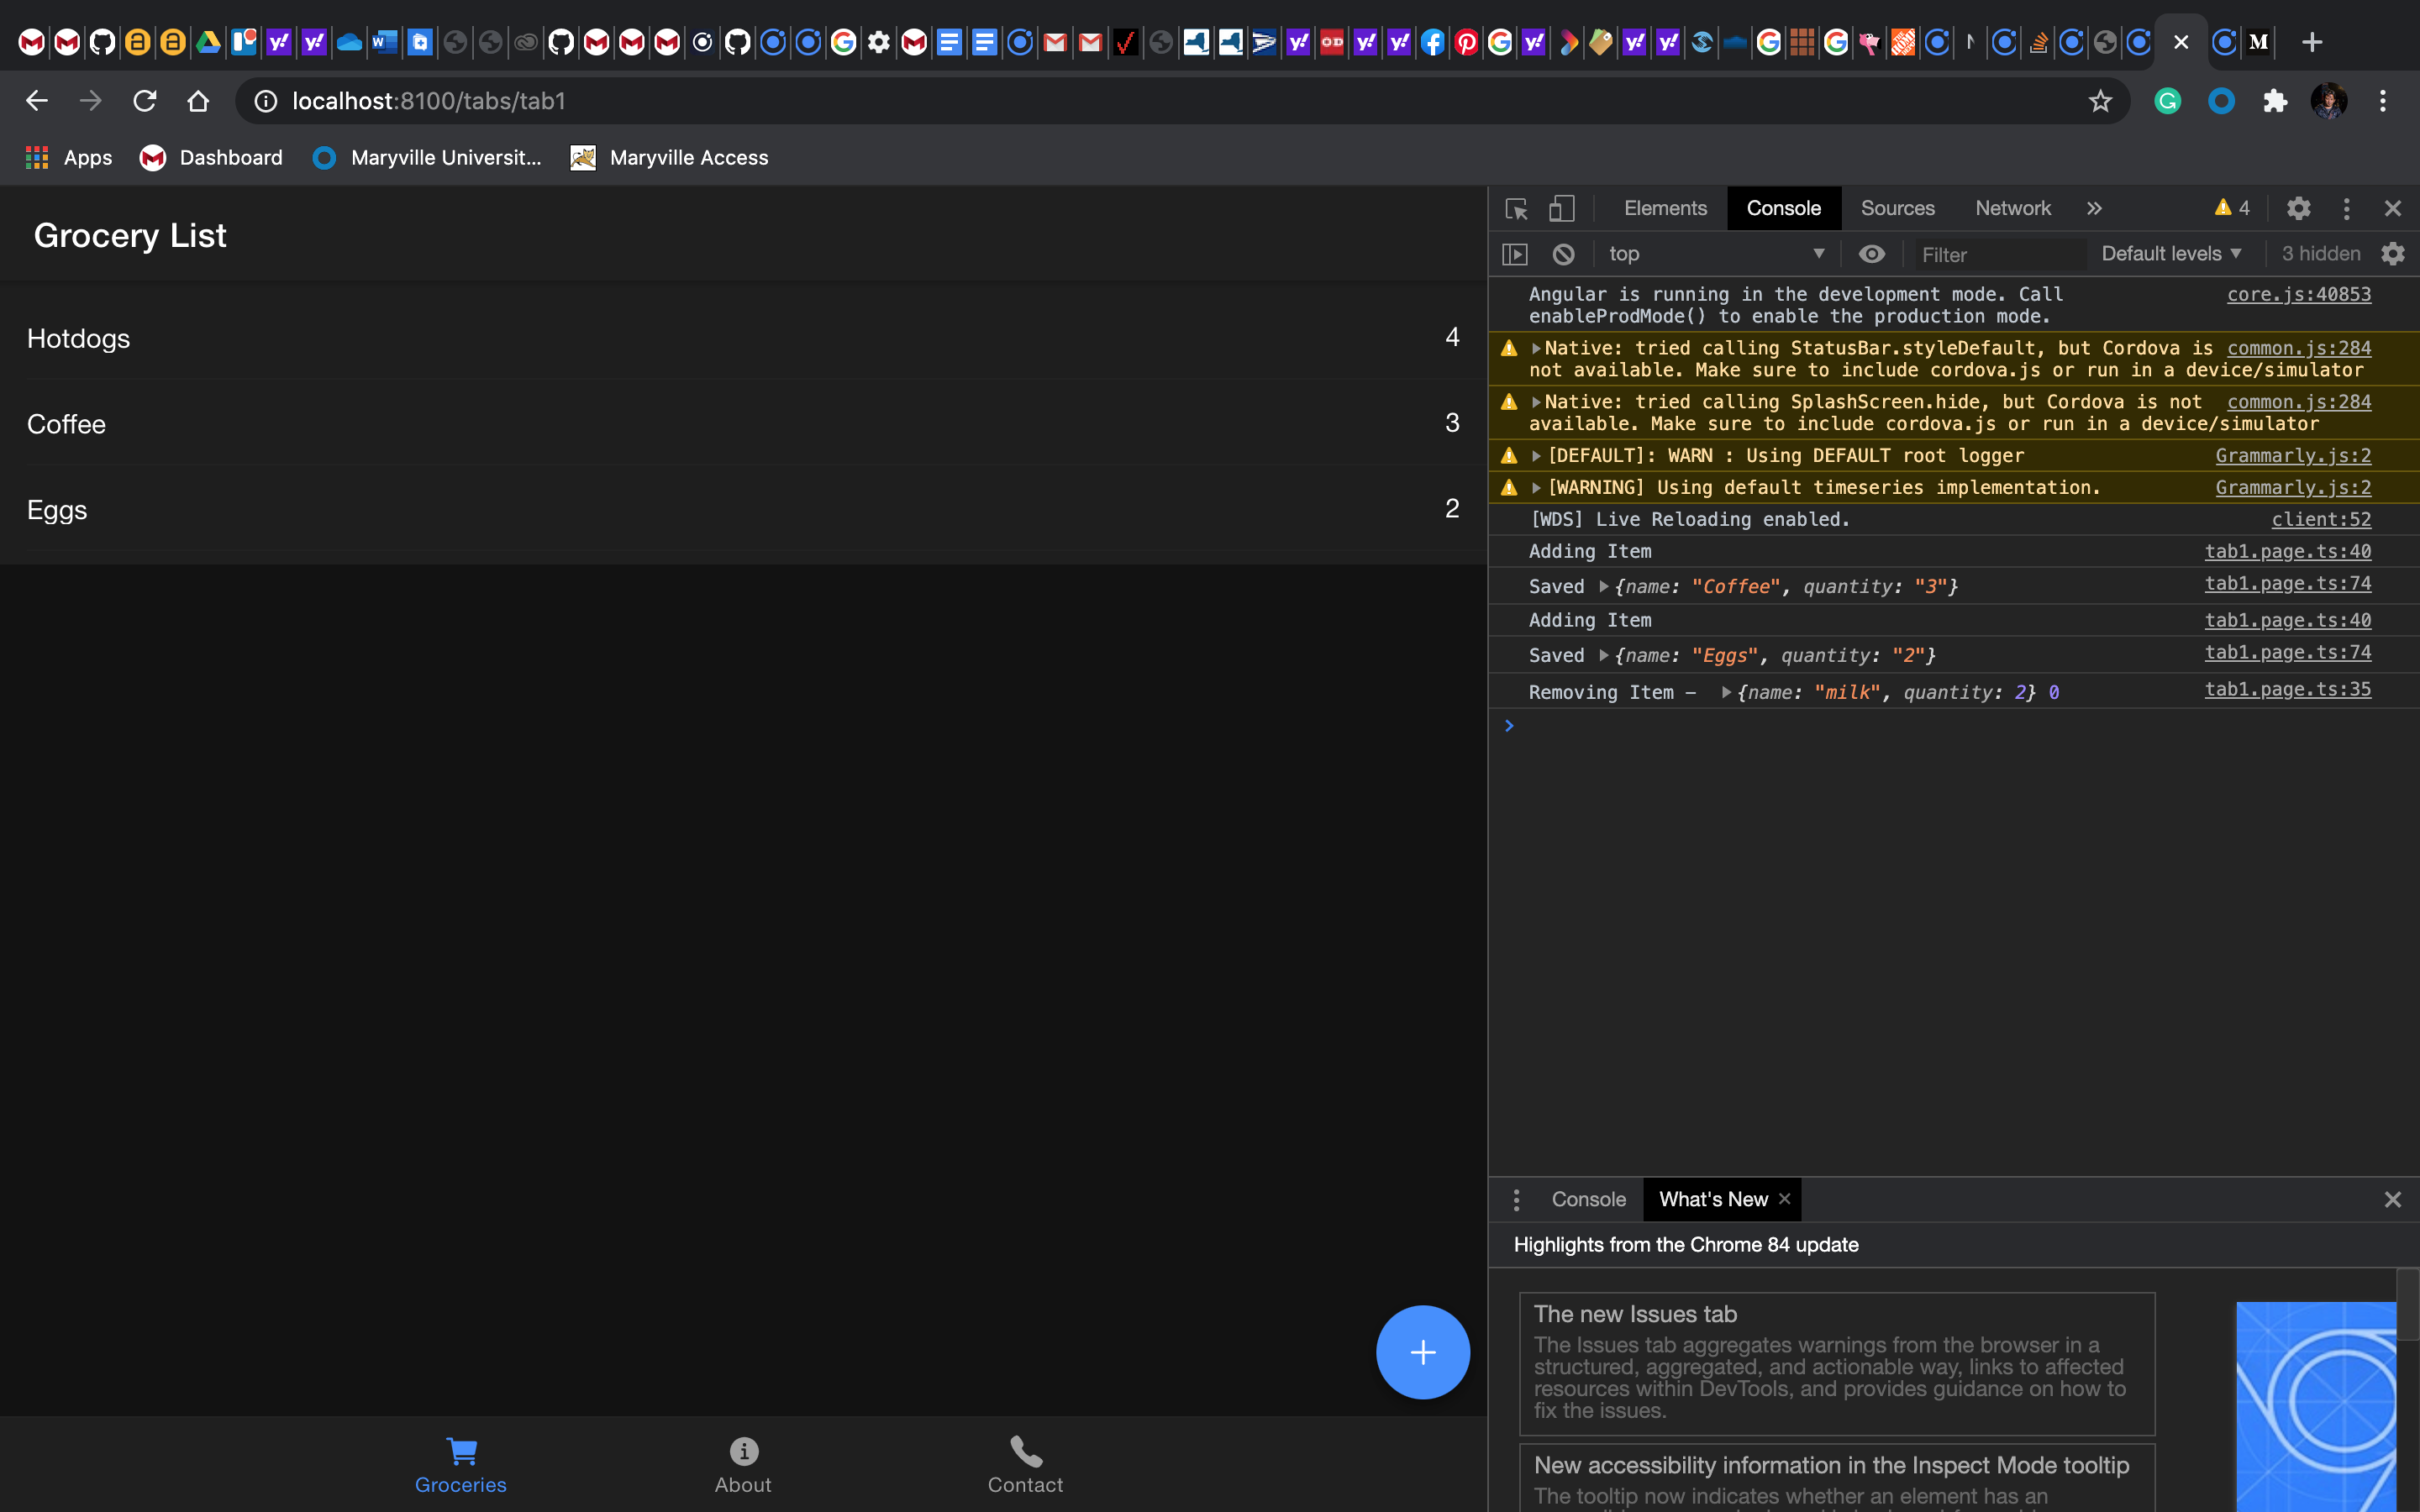 localhost:8100/tabs/tab1
Apps
Dashboard
Maryville Universit...
Maryville Access
Grocery List
Hotdogs
4
Coffee
3
Eggs
2
Groceries
About
Contact
Elements
Console
Sources
Network
4
top
Filter
Default levels
3 hidden
Angular is running in the development mode. Call
core.js:40853
enableProdMode() to enable the production mode.
Native: tried calling StatusBar.styleDefault, but Cordova is
common.js:284
not available. Make sure to include cordova.js or run in a device/simulator
Native: tried calling SplashScreen.hide, but Cordova is not
common.js:284
available. Make sure to include cordova.js or run in a device/simulator
[DEFAULT]: WARN : Using DEFAULT root logger
Grammarly.js:2
[WARNING] Using default timeseries implementation.
Grammarly.js:2
[WDS] Live Reloading enabled.
client:52
Adding Item
tab1.page.ts:40
Saved {name: "Coffee", quantity: "3"}
tab1.page.ts:74
Adding Item
tab1.page.ts:40
Saved {name: "Eggs", quantity: "2"}
tab1.page.ts:74
Removing Item – {name: "milk", quantity: 2} 0
tab1.page.ts:35
Console
What's New
Highlights from the Chrome 84 update
The new Issues tab
The Issues tab aggregates warnings from the browser in a
structured, aggregated, and actionable way, links to affected
resources within DevTools, and provides guidance on how to
fix the issues.
New accessibility information in the Inspect Mode tooltip
The tooltip now indicates whether an element has an